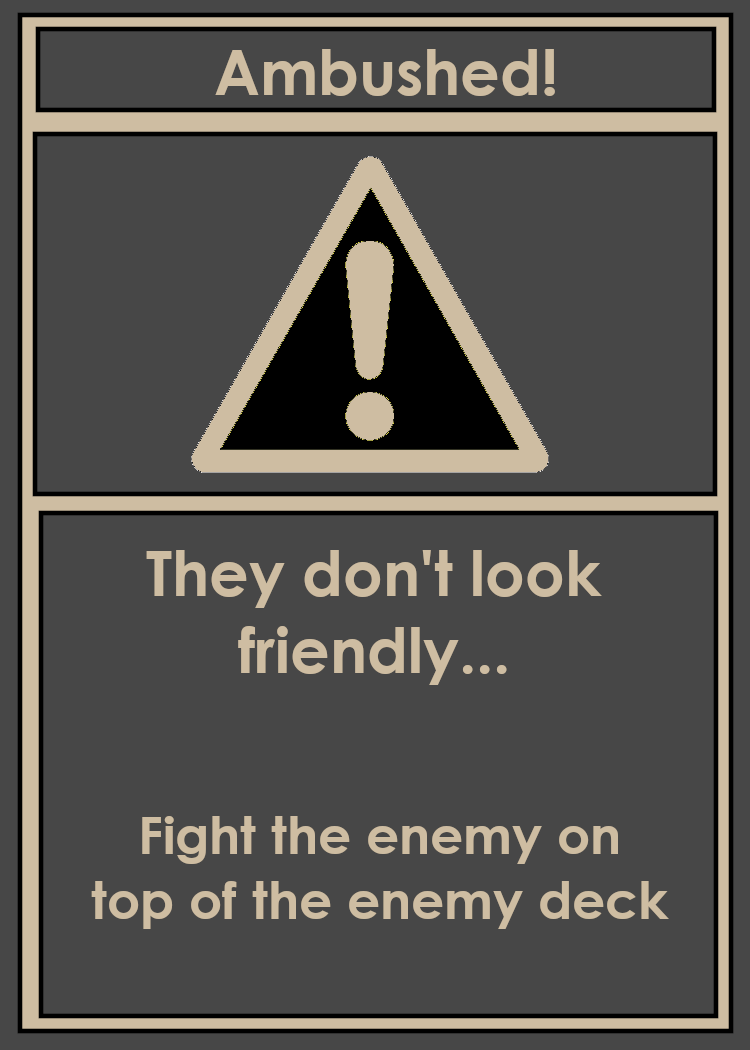 Ambushed!
They don't look
friendly...
Fight the enemy on
top of the enemy deck